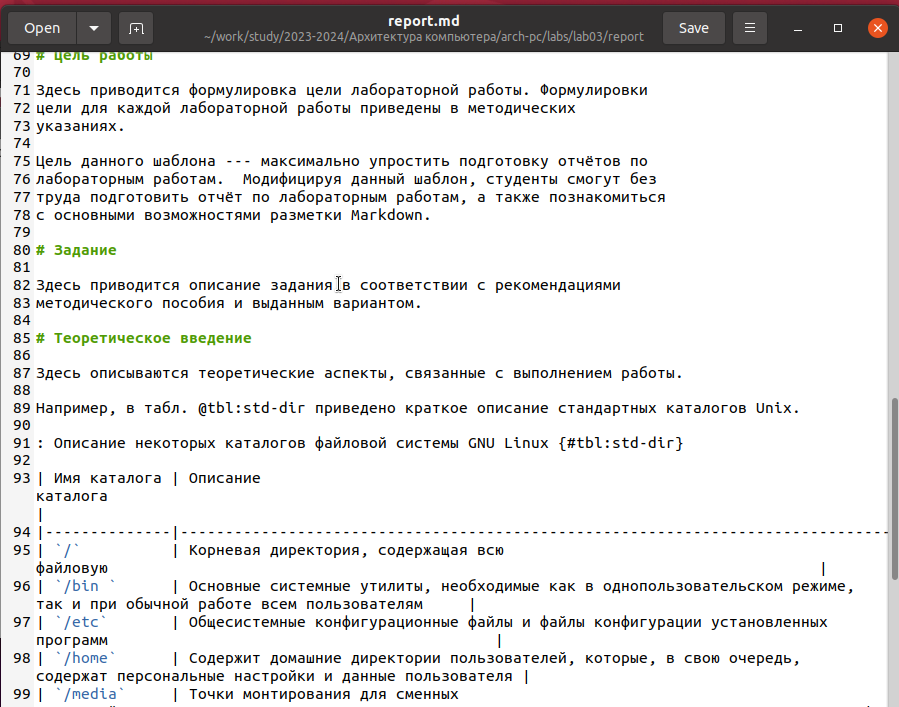 Open
report.md
~/work/study/2023-2024/Архитектура компьютера/arch-pc/labs/lab03/report
Save
69 # Цель работы
70
71 Здесь приводится формулировка цели лабораторной работы. Формулировки
72 цели для каждой лабораторной работы приведены в методических
73 указаниях.
74
75 Цель данного шаблона --- максимально упростить подготовку отчётов по
76 лабораторным работам.  Модифицируя данный шаблон, студенты смогут без
77 труда подготовить отчёт по лабораторным работам, а также познакомиться
78 с основными возможностями разметки Markdown.
79
80 # Задание
81
82 Здесь приводится описание задания в соответствии с рекомендациями
83 методического пособия и выданным вариантом.
84
85 # Теоретическое введение
86
87 Здесь описываются теоретические аспекты, связанные с выполнением работы.
88
89 Например, в табл. @tbl:std-dir приведено краткое описание стандартных каталогов Unix.
90
91 : Описание некоторых каталогов файловой системы GNU Linux {#tbl:std-dir}
92
93 | Имя каталога | Описание
каталога
|
94 |--------------|-------------------------------------------------------------------------------
95 | `/`          | Корневая директория, содержащая всю
файловую |
96 | `/bin `      | Основные системные утилиты, необходимые как в однопользовательском режиме,
так и при обычной работе всем пользователям     |
97 | `/etc`       | Общесистемные конфигурационные файлы и файлы конфигурации установленных
программ |
98 | `/home`      | Содержит домашние директории пользователей, которые, в свою очередь,
содержат персональные настройки и данные пользователя |
99 | `/media`     | Точки монтирования для сменных